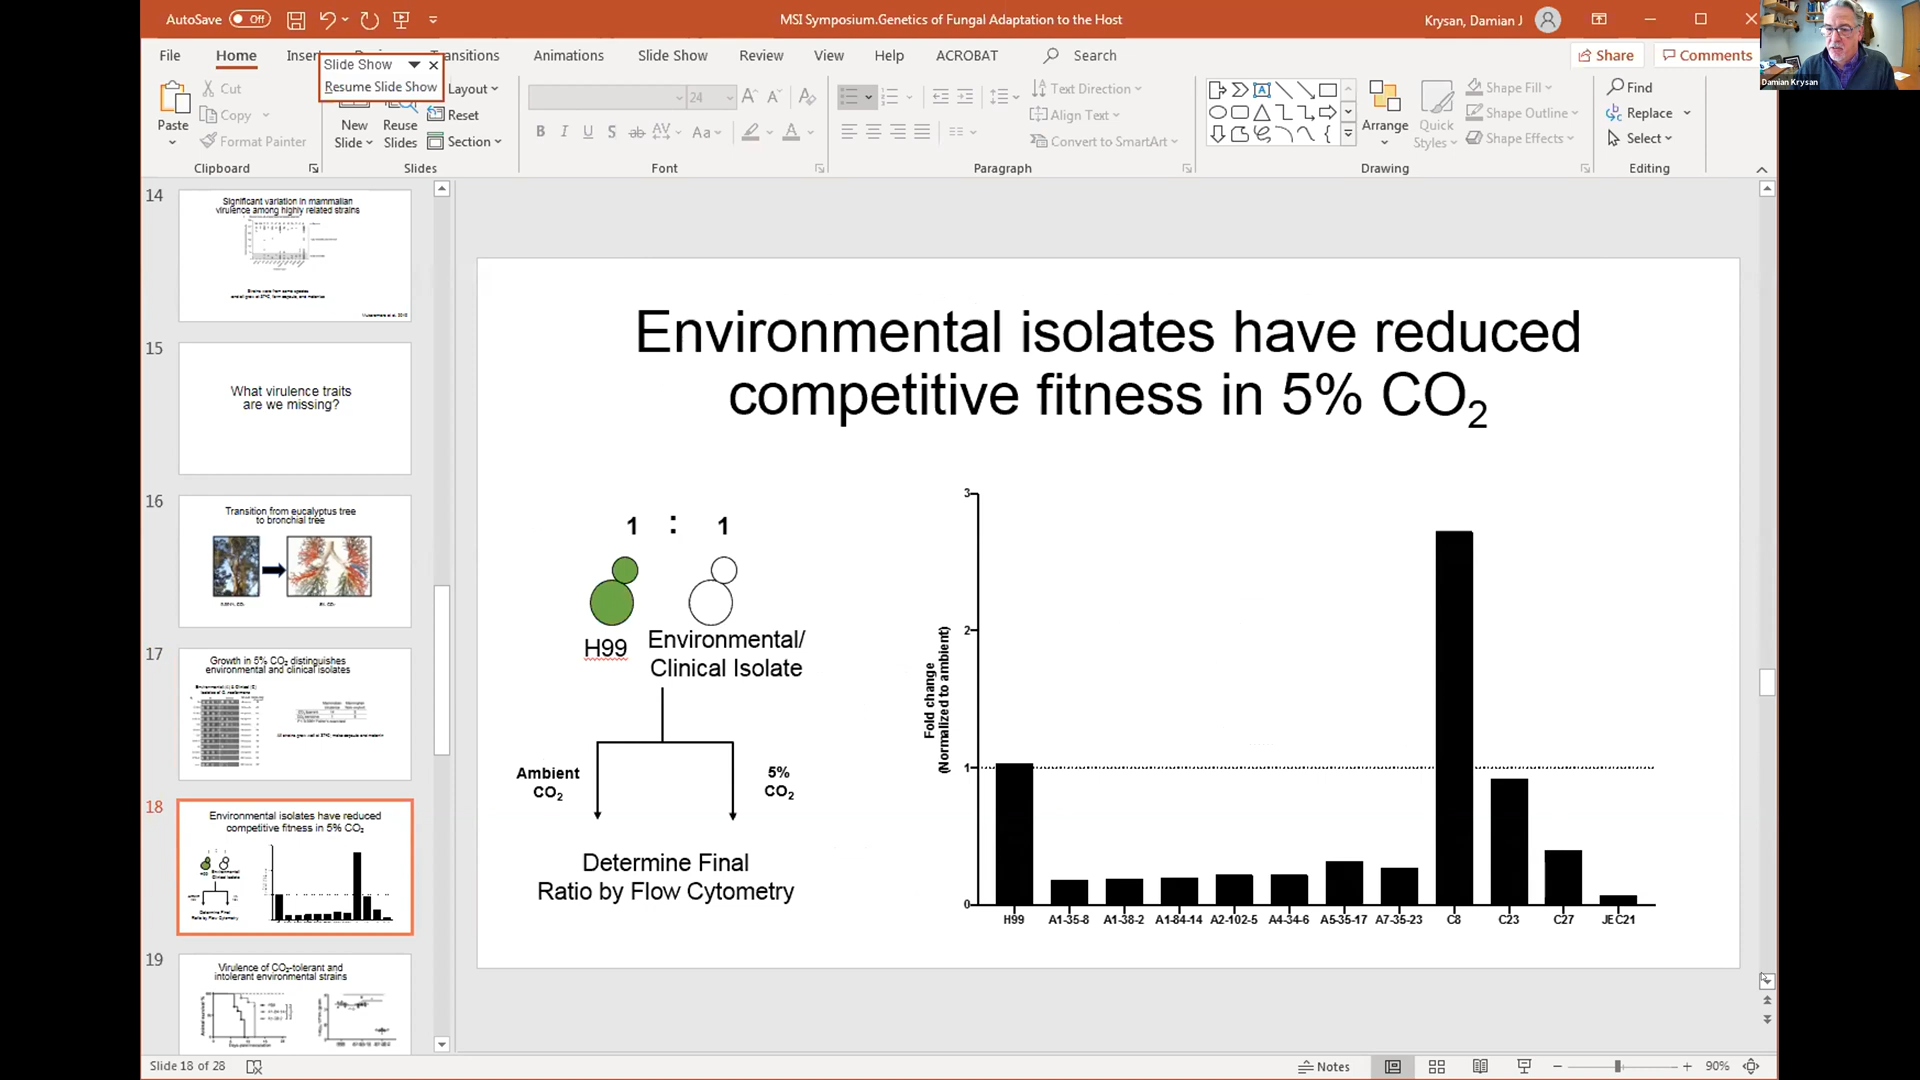 AutoSave Off
MSI Symposium.Genetics of Fungal Adaptation to the Host
Krysan, Damian J
Damian Krysan
File Home Insert Transitions Animations Slide Show Review View Help ACROBAT Search
Share Comments
Slide Show
Resume Slide Show
Paste
Cut
Copy
Format Painter
Clipboard
New Slide
Reuse Slides
Layout
Reset
Section
Slides
24
Font
Text Direction
Align Text
Convert to SmartArt
Paragraph
Arrange
Quick Styles
Shape Fill
Shape Outline
Shape Effects
Drawing
Find
Replace
Select
Editing
14
Significant variation in mammalian
virulence among highly related strains
15
What virulence traits
are we missing?
16
Transition from eucalyptus tree
to bronchial tree
17
Growth in 5% CO2 distinguishes
environmental and clinical isolates
18
Environmental isolates have reduced
competitive fitness in 5% CO2
19
Virulence of CO2-tolerant and
intolerant environmental strains
Environmental isolates have reduced
competitive fitness in 5% CO2
1 : 1
H99
Environmental/
Clinical Isolate
Ambient
CO2
5%
CO2
Determine Final
Ratio by Flow Cytometry
Fold change
(Normalized to ambient)
3
2
1
0
H99 A1-35-8 A1-38-2 A1-84-14 A2-102-5 A4-34-6 A5-35-17 A7-35-23 C8 C23 C27 JEC21
Slide 18 of 28
Notes
90%